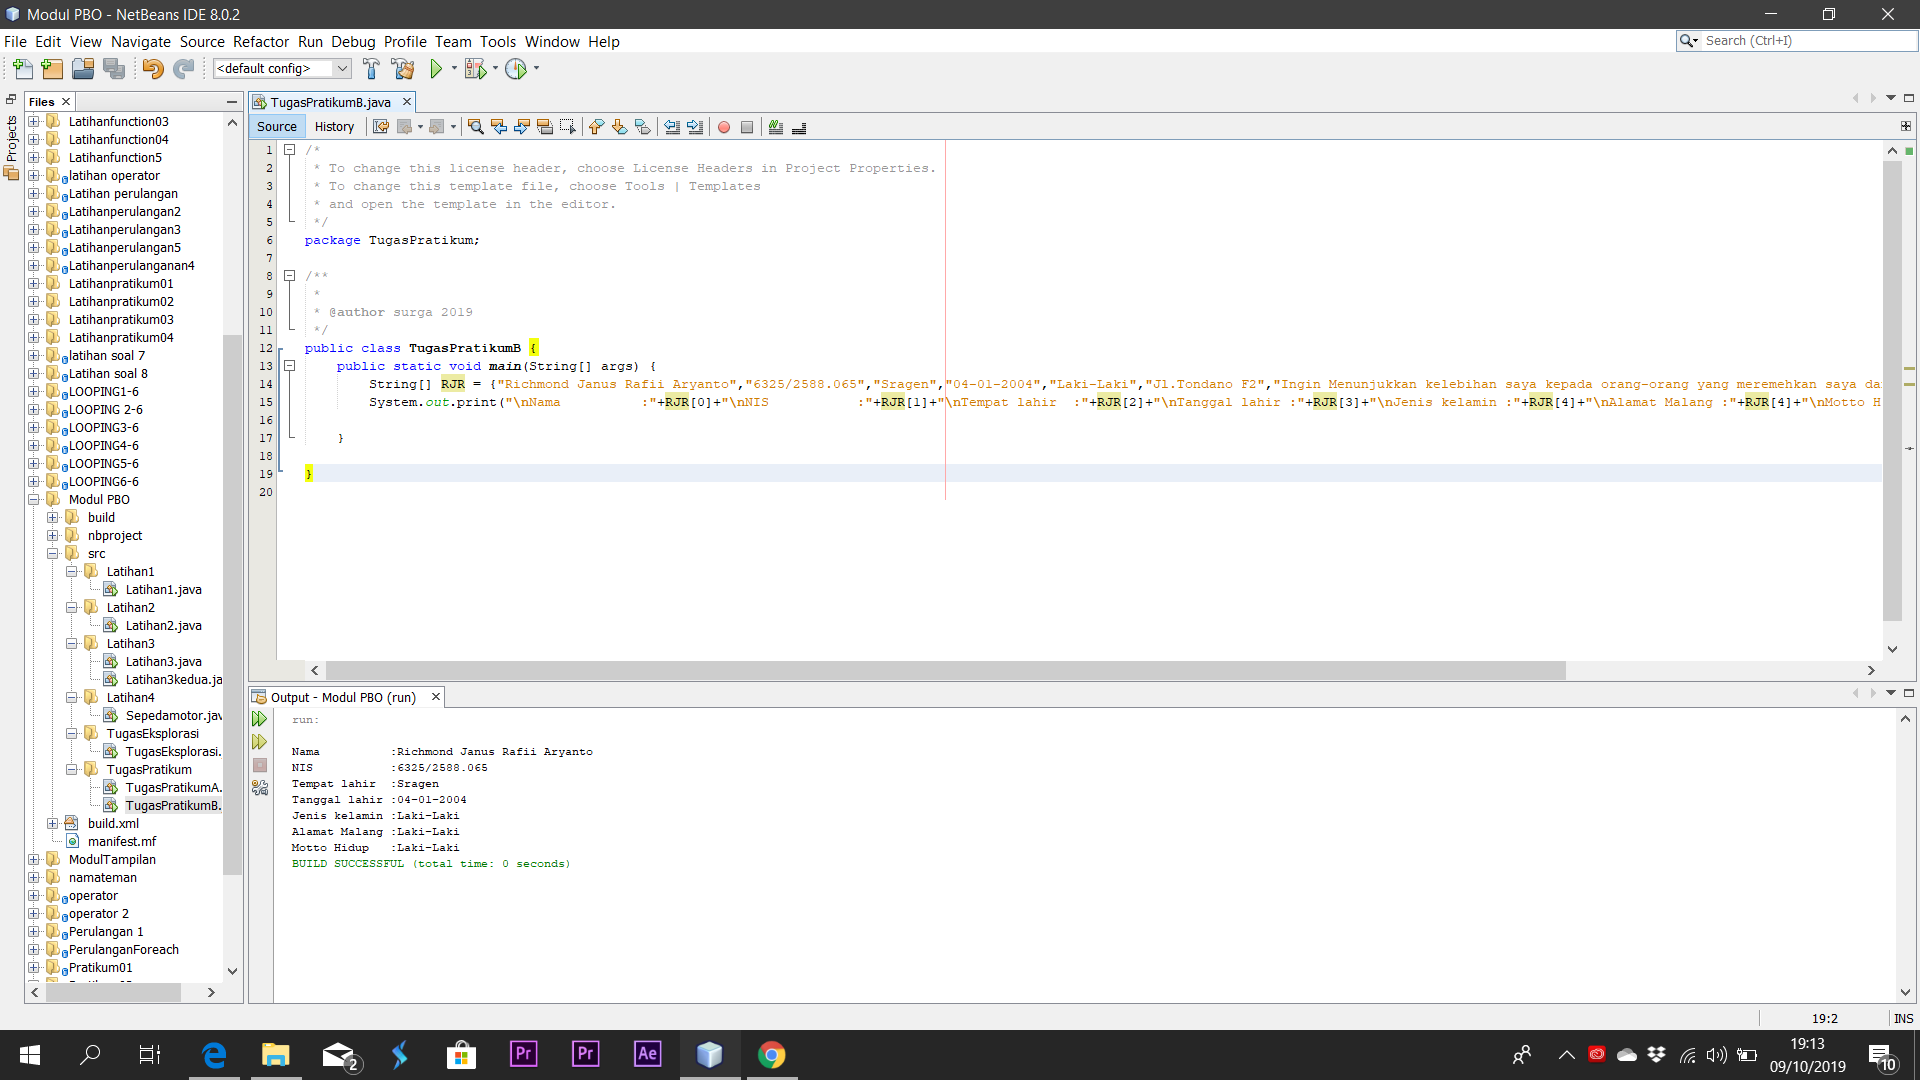 Modul PBO - NetBeans IDE 8.0.2
File Edit View Navigate Source Refactor Run Debug Profile Team Tools Window Help
Search (Ctrl+I)
<default config>
Projects
Files
Latihanfunction03
Latihanfunction04
Latihanfunction5
latihan operator
Latihan perulangan
Latihanperulangan2
Latihanperulangan3
Latihanperulangan5
Latihanperulanganan4
Latihanpratikum01
Latihanpratikum02
Latihanpratikum03
Latihanpratikum04
latihan soal 7
Latihan soal 8
LOOPING1-6
LOOPING 2-6
LOOPING3-6
LOOPING4-6
LOOPING5-6
LOOPING6-6
Modul PBO
build
nbproject
src
Latihan1
Latihan1.java
Latihan2
Latihan2.java
Latihan3
Latihan3.java
Latihan3kedua.ja
Latihan4
Sepedamotor.jav
TugasEksplorasi
TugasEksplorasi.
TugasPratikum
TugasPratikumA.
TugasPratikumB.
build.xml
manifest.mf
ModulTampilan
namateman
operator
operator 2
Perulangan 1
PerulanganForeach
Pratikum01
TugasPratikumB.java
Source History
1 /*
2 * To change this license header, choose License Headers in Project Properties.
3 * To change this template file, choose Tools | Templates
4 * and open the template in the editor.
5 */
6 package TugasPratikum;
7
8 /**
9 *
10 * @author surga 2019
11 */
12 public class TugasPratikumB {
13 public static void main(String[] args) {
14 String[] RJR = {"Richmond Janus Rafii Aryanto","6325/2588.065","Sragen","04-01-2004","Laki-Laki","Jl.Tondano F2","Ingin Menunjukkan kelebihan saya kepada orang-orang yang meremehkan saya da
15 System.out.print("\nNama :"+RJR[0]+"\nNIS :"+RJR[1]+"\nTempat lahir :"+RJR[2]+"\nTanggal lahir :"+RJR[3]+"\nJenis kelamin :"+RJR[4]+"\nAlamat Malang :"+RJR[4]+"\nMotto H
16
17 }
18
19 }
20
Output - Modul PBO (run)
run:
Nama :Richmond Janus Rafii Aryanto
NIS :6325/2588.065
Tempat lahir :Sragen
Tanggal lahir :04-01-2004
Jenis kelamin :Laki-Laki
Alamat Malang :Laki-Laki
Motto Hidup :Laki-Laki
BUILD SUCCESSFUL (total time: 0 seconds)
19:2 INS
2
Pr
Pr
Ae
19:13
09/10/2019
10